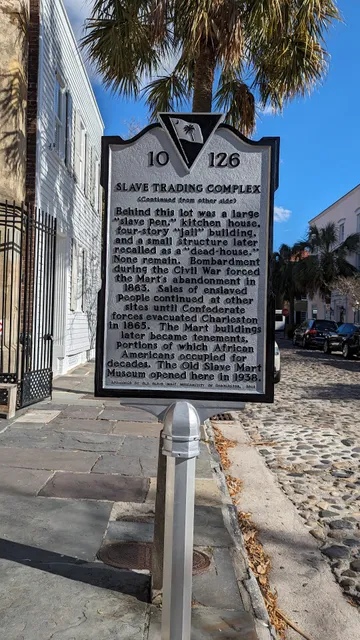 10 126
SLAVE TRADING COMPLEX
(Continued from other side)
Behind this lot was a large
"slave pen," kitchen house,
four-story "jail" building,
and a small structure later
recalled as a "dead-house."
None remain. Bombardment
during the Civil War forced
the Mart's abandonment in
1863. Sales of enslaved
people continued at other
sites until Confederate
forces evacuated Charleston
in 1865. The Mart buildings
later became tenements,
portions of which African
Americans occupied for
decades. The Old Slave Mart
Museum opened here in 1938.